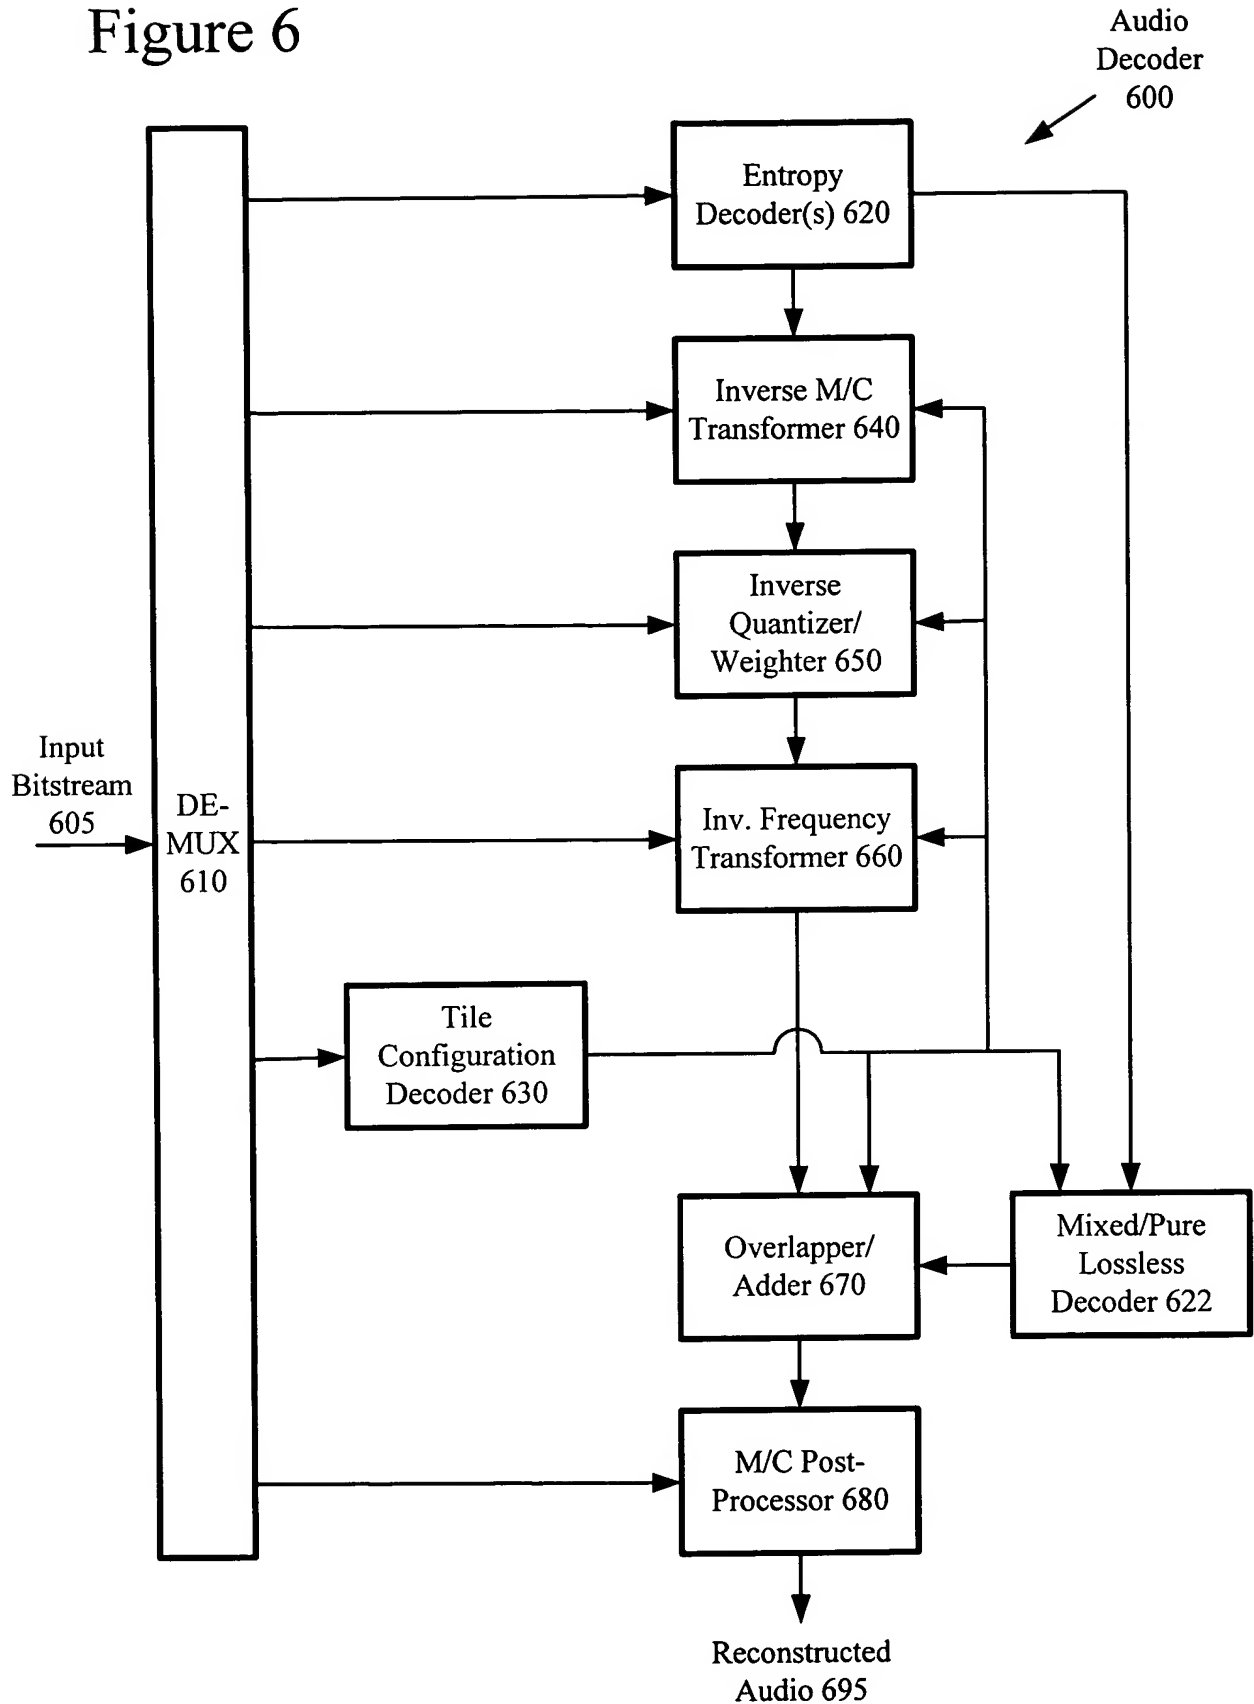 Figure 6
Audio
Decoder
600
Entropy
Decoder(s) 620
Inverse M/C
Transformer 640
Inverse
Quantizer/
Weighter 650
Input
Bitstream
605
DE-
MUX
610
Inv. Frequency
Transformer 660
Tile
Configuration
Decoder 630
Overlapper/
Adder 670
Mixed/Pure
Lossless
Decoder 622
M/C Post-
Processor 680
Reconstructed
Audio 695